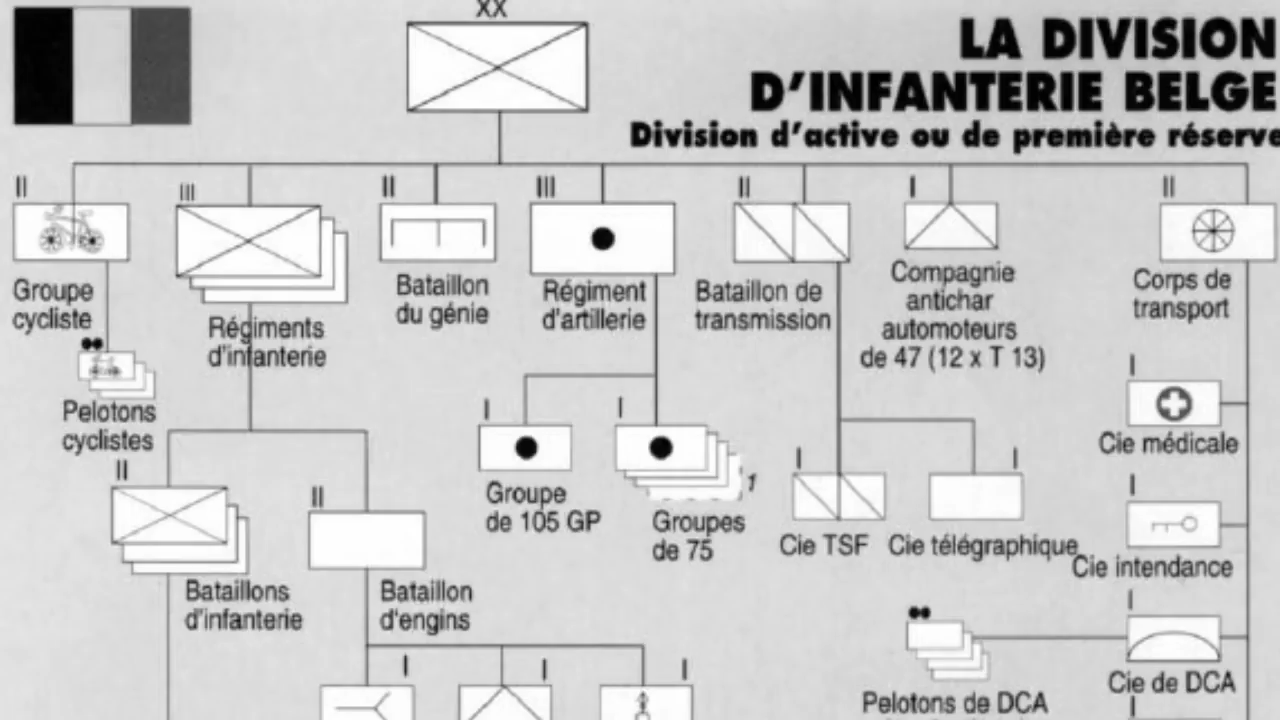 XX
LA DIVISION
D'INFANTERIE BELGE
Division d'active ou de première réserve
II
III
II
III
II
I
II
Groupe
cycliste
Régiments
d'infanterie
Bataillon
du génie
Régiment
d'artillerie
Bataillon de
transmission
Compagnie
antichar
automoteurs
de 47 (12 x T 13)
Corps de
transport
Pelotons
cyclistes
I
I
I
Cie médicale
II
II
Groupe
de 105 GP
1
Groupes
de 75
I
I
Cie TSF
Cie télégraphique
I
Cie intendance
Bataillons
d'infanterie
Bataillon
d'engins
I
Cie de DCA
Pelotons de DCA
I
I
I
I